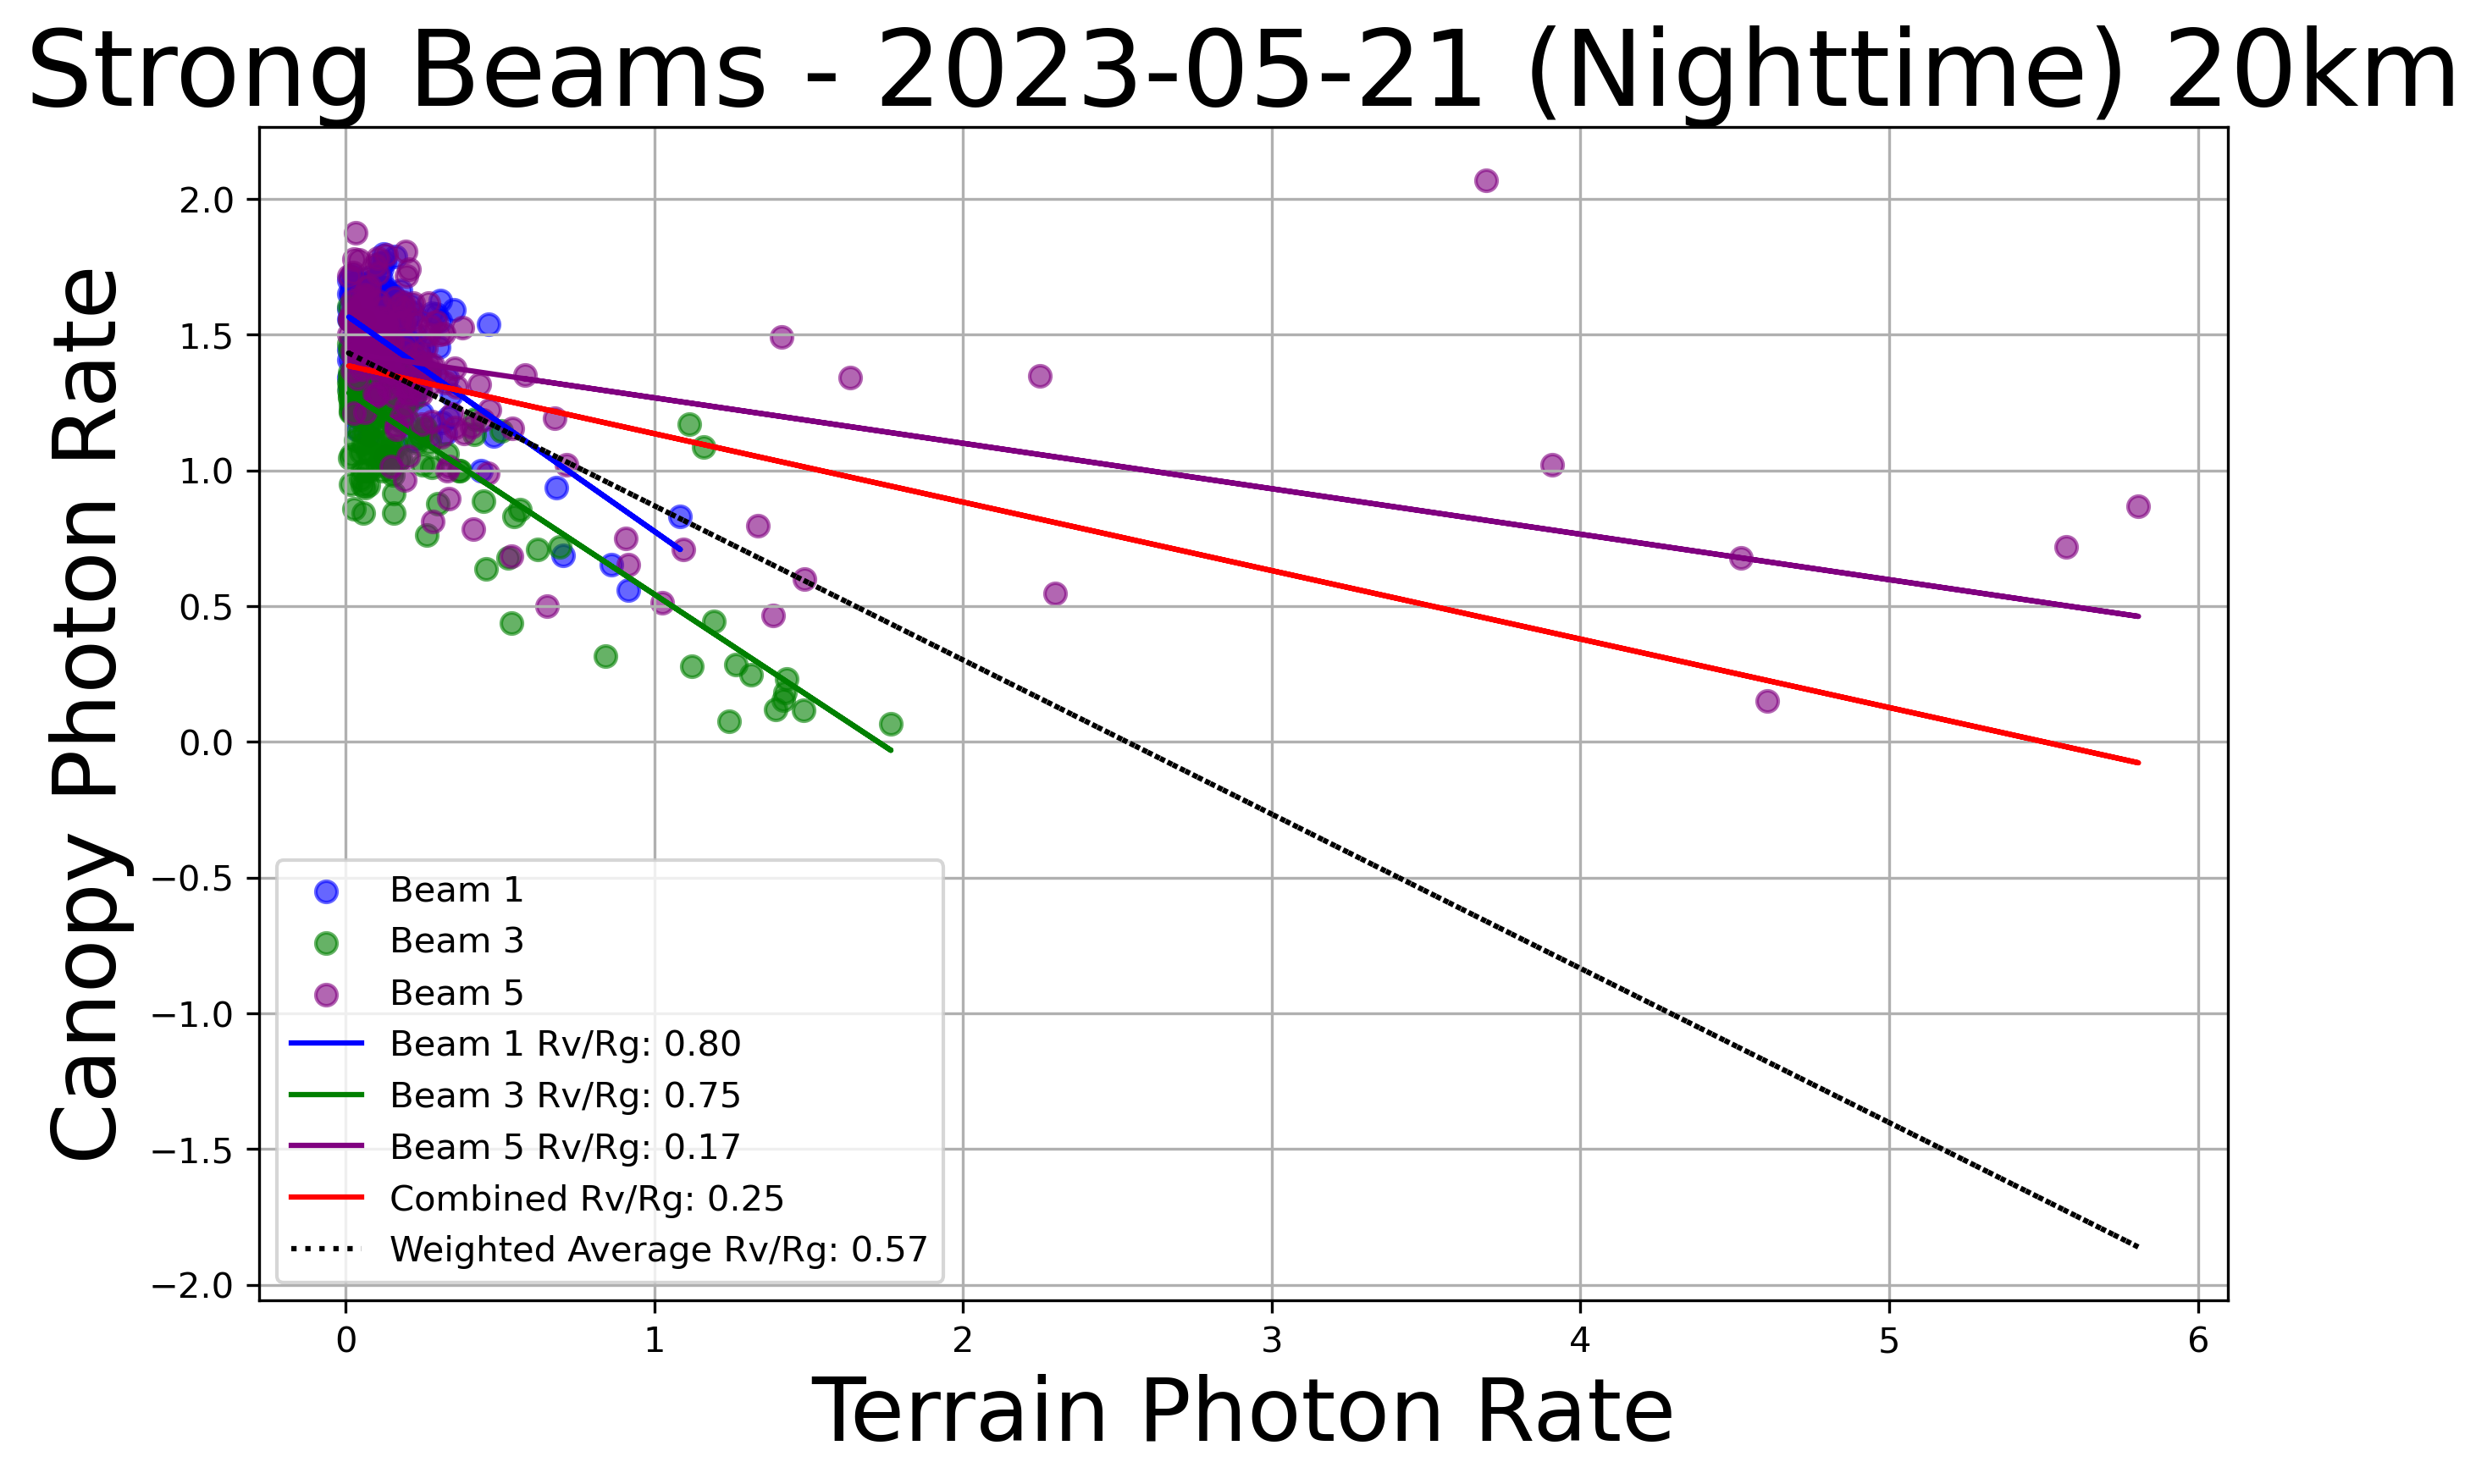 Strong Beams - 2023-05-21 (Nighttime) 20km
Canopy Photon Rate
2.0
1.5
1.0
0.5
0.0
−0.5
−1.0
−1.5
−2.0
Beam 1
Beam 3
Beam 5
Beam 1 Rv/Rg: 0.80
Beam 3 Rv/Rg: 0.75
Beam 5 Rv/Rg: 0.17
Combined Rv/Rg: 0.25
Weighted Average Rv/Rg: 0.57
0 1 2 3 4 5 6
Terrain Photon Rate